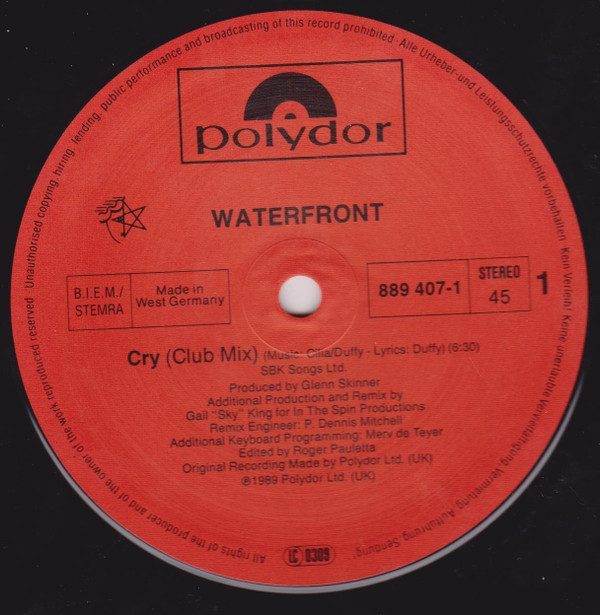 Unauthorised copying, hiring, lending, public performance and broadcasting of this record prohibited · Alle Urheber-und Leistungsschutzrechte vorbehalten · Kein Verleih! Keine unerlaubte Vervielfältigung, Vermietung, Aufführung, Sendung!
polydor
WATERFRONT
B.I.E.M./
STEMRA
Made in
West Germany
889 407-1
STEREO
45
1
Cry (Club Mix) (Music: Cilia/Duffy - Lyrics: Duffy) (6:30)
SBK Songs Ltd.
Produced by Glenn Skinner
Additional Production and Remix by
Gail "Sky" King for In The Spin Productions
Remix Engineer: P. Dennis Mitchell
Additional Keyboard Programming: Merv de Teyer
Edited by Roger Pauletta
Original Recording Made by Polydor Ltd. (UK)
℗1989 Polydor Ltd. (UK)
All rights of the producer and of the owner of the work reproduced reserved
LC 0309